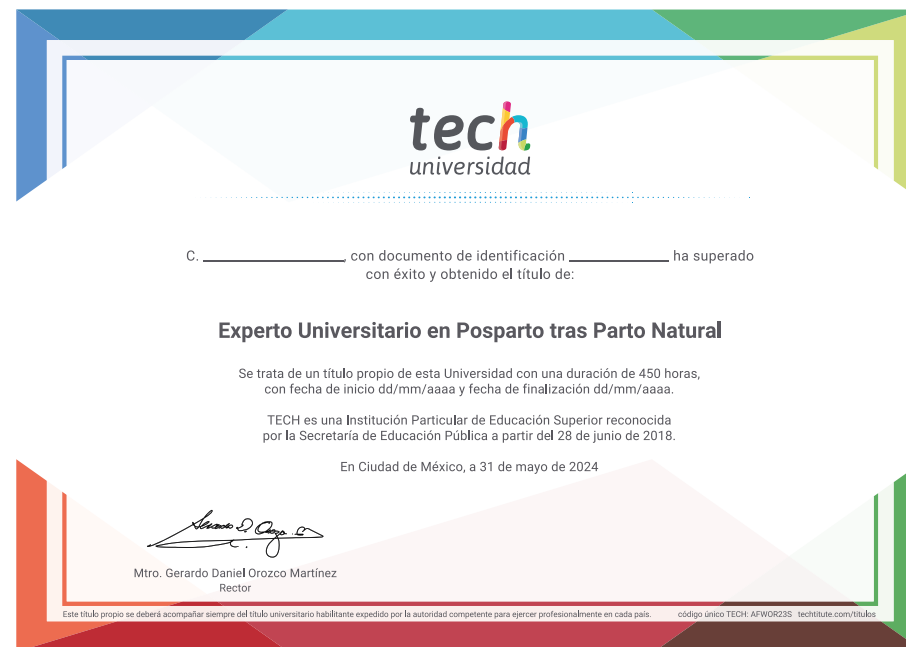 tech
universidad
C. ____________, con documento de identificación ____________ ha superado
con éxito y obtenido el título de:
Experto Universitario en Posparto tras Parto Natural
Se trata de un título propio de esta Universidad con una duración de 450 horas,
con fecha de inicio dd/mm/aaaa y fecha de finalización dd/mm/aaaa.
TECH es una Institución Particular de Educación Superior reconocida
por la Secretaría de Educación Pública a partir del 28 de junio de 2018.
En Ciudad de México, a 31 de mayo de 2024
Mtro. Gerardo Daniel Orozco Martínez
Rector
Este título propio se deberá acompañar siempre del título universitario habilitante expedido por la autoridad competente para ejercer profesionalmente en cada país. código único TECH: AFWOR23S techtitute.com/titulos